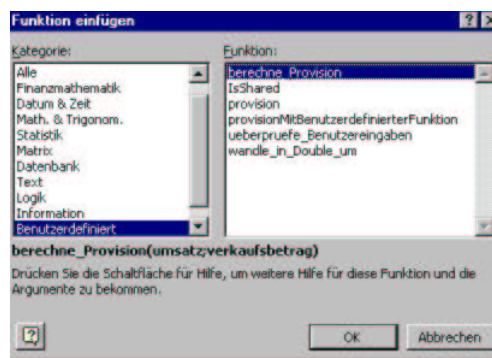 Funktion einfügen
Kategorie:
Alle
Finanzmathematik
Datum & Zeit
Math. & Trigonom.
Statistik
Matrix
Datenbank
Text
Logik
Information
Benutzerdefiniert
Funktion:
berechne_Provision
IsShared
provision
provisionMitBenutzerdefinierterFunktion
ueberpruefe_Benutzereingaben
wandle_in_Double_um
berechne_Provision(umsatz;verkaufsbetrag)
Drücken Sie die Schaltfläche für Hilfe, um weitere Hilfe für diese Funktion und die
Argumente zu bekommen.
OK
Abbrechen